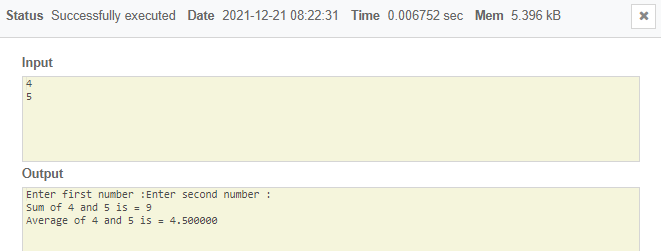 Status Successfully executed Date 2021-12-21 08:22:31 Time 0.006752 sec Mem 5.396 kB ×
Input
4
5
Output
Enter first number :Enter second number :
Sum of 4 and 5 is = 9
Average of 4 and 5 is = 4.500000